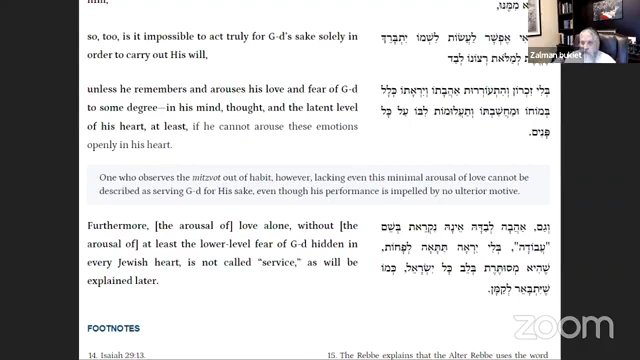 him,
so, too, is it impossible to act truly for G-d's sake solely in
order to carry out His will,
unless he remembers and arouses his love and fear of G-d
to some degree—in his mind, thought, and the latent level
of his heart, at least, if he cannot arouse these emotions
openly in his heart.
One who observes the mitzvot out of habit, however, lacking even this minimal arousal of love cannot be
described as serving G-d for His sake, even though his performance is impelled by no ulterior motive.
Furthermore, [the arousal of] love alone, without [the
arousal of] at least the lower-level fear of G-d hidden in
every Jewish heart, is not called "service," as will be
explained later.
אִי אֶפְשָׁר לַעֲשׂוֹת לִשְׁמוֹ יִתְבָּרֵךְ
לְמַלֹּאת רְצוֹנוֹ לְבַד
בְּלִי זִכְרוֹן וְהִתְעוֹרְרוּת אַהֲבָתוֹ וְיִרְאָתוֹ כְּלָל
בְּמוֹחוֹ וּמַחֲשַׁבְתּוֹ וְתַעֲלוּמוֹת לִבּוֹ עַל כָּל
פָּנִים.
וְגַם, אַהֲבָה לְבַדָּהּ אֵינָהּ נִקְרֵאת בְּשֵׁם
"עֲבוֹדָה", בְּלִי יִרְאָה תַּתָּאָה לְפָחוֹת,
שֶׁהִיא מְסוּתֶּרֶת בְּלֵב כָּל יִשְׂרָאֵל, כְּמוֹ
שֶׁיִּתְבָּאֵר לְקַמָּן.
FOOTNOTES
14. Isaiah 29:13.
15. The Rebbe explains that the Alter Rebbe uses the word
Zalman bukiet
zoom